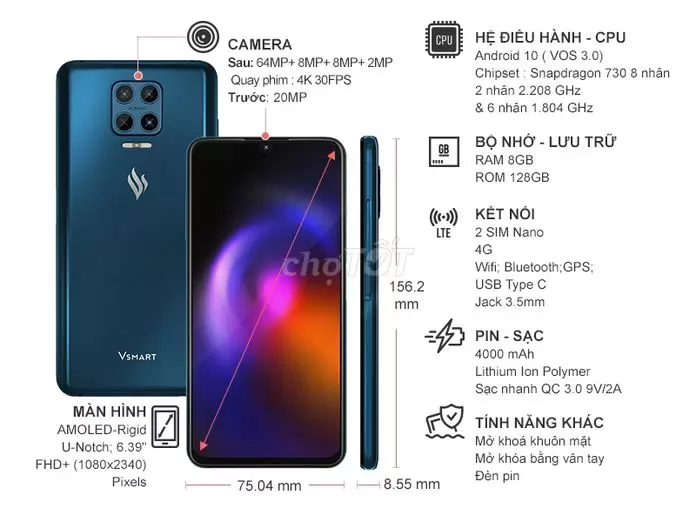 CAMERA
Sau: 64MP+ 8MP+ 8MP+ 2MP
Quay phim : 4K 30FPS
Trước: 20MP
VSMART
MÀN HÌNH
AMOLED-Rigid
U-Notch; 6.39"
FHD+ (1080x2340)
Pixels
chợTỐT
156.2
mm
75.04 mm
8.55 mm
CPU
HỆ ĐIỀU HÀNH - CPU
Android 10 ( VOS 3.0)
Chipset : Snapdragon 730 8 nhân
2 nhân 2.208 GHz
& 6 nhân 1.804 GHz
GB
BỘ NHỚ - LƯU TRỮ
RAM 8GB
ROM 128GB
LTE
KẾT NỐI
2 SIM Nano
4G
Wifi; Bluetooth;GPS;
USB Type C
Jack 3.5mm
PIN - SẠC
4000 mAh
Lithium Ion Polymer
Sạc nhanh QC 3.0 9V/2A
TÍNH NĂNG KHÁC
Mở khoá khuôn mặt
Mở khóa bằng vân tay
Đèn pin